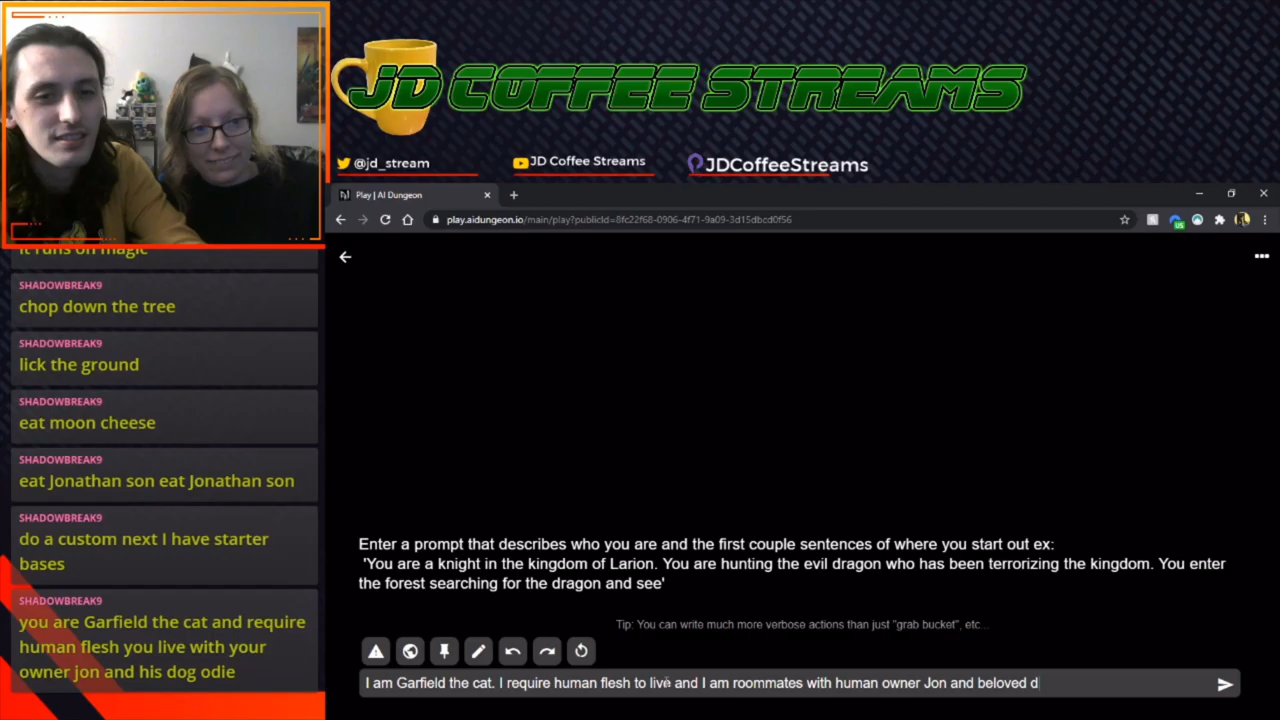 JD COFFEE STREAMS
@jd_stream
JD Coffee Streams
JDCoffeeStreams
Play | AI Dungeon
play.aidungeon.io/main/play?publicId=8fc22f68-0906-4f71-9a09-3d15dbcd0f56
US
it runs on magic
SHADOWBREAK9
chop down the tree
SHADOWBREAK9
lick the ground
SHADOWBREAK9
eat moon cheese
SHADOWBREAK9
eat Jonathan son eat Jonathan son
SHADOWBREAK9
do a custom next I have starter
bases
SHADOWBREAK9
you are Garfield the cat and require
human flesh you live with your
owner jon and his dog odie
Enter a prompt that describes who you are and the first couple sentences of where you start out ex:
'You are a knight in the kingdom of Larion. You are hunting the evil dragon who has been terrorizing the kingdom. You enter
the forest searching for the dragon and see'
Tip: You can write much more verbose actions than just "grab bucket", etc...
I am Garfield the cat. I require human flesh to live and I am roommates with human owner Jon and beloved d